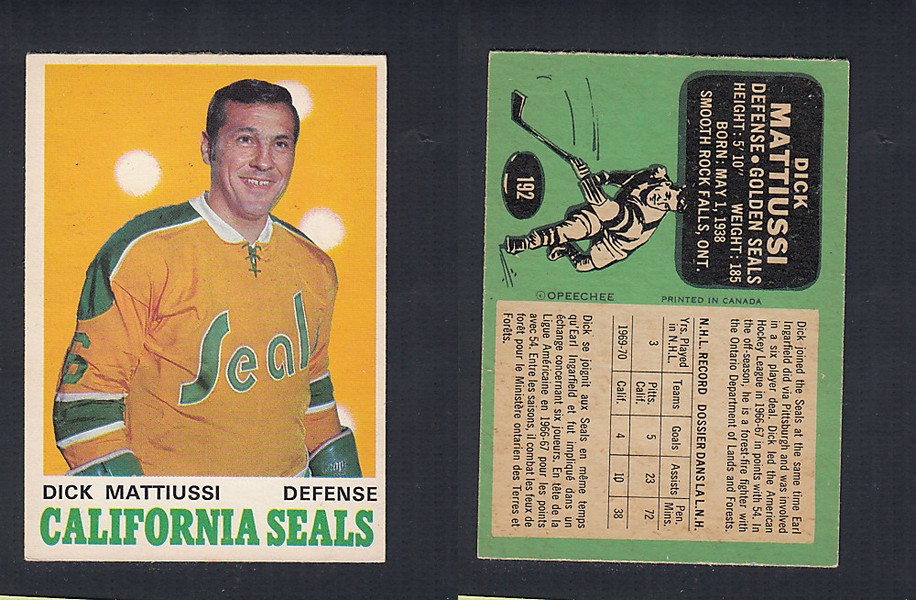 Seals
6
Cooper
DICK MATTIUSSI DEFENSE
CALIFORNIA SEALS
DICK
MATTIUSSI
DEFENSE • GOLDEN SEALS
HEIGHT: 5' 10" WEIGHT: 185
BORN: MAY 1, 1938
SMOOTH ROCK FALLS, ONT.
192
© OPEECHEE PRINTED IN CANADA
Dick joined the Seals at the same time Earl
Ingarfield did via Pittsburgh and was involved
in a six player deal. Dick led the American
Hockey League in 1966-67 in points with 54. In
the off-season, he is a forest-fire fighter with
the Ontario Department of Lands and Forests.
N.H.L. RECORD DOSSIER DANS LA L.N.H.
Yrs. Played in N.H.L. Teams Goals Assists Pen. Mins.
3 Pitts. Calif. 5 23 72
1969-70 Calif. 4 10 38
Dick se joignit aux Seals en même temps
qu'Earl Ingarfield et fut impliqué dans un
échange concernant six joueurs. En tête de la
Ligue Américaine en 1966-67 pour les points
avec 54. Entre les saisons, il combat les feux de
forêt pour le Ministère ontarien des Terres et
Forêts.